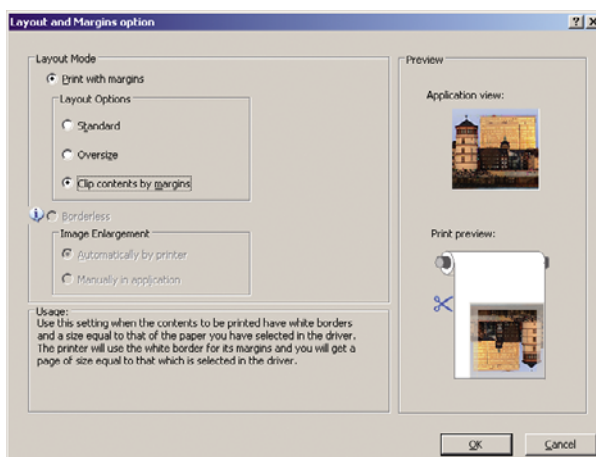 Layout and Margins option
Layout Mode
Print with margins
Layout Options
Standard
Oversize
Clip contents by margins
Borderless
Image Enlargement
Automatically by printer
Manually in application
Usage:
Use this setting when the contents to be printed have white borders
and a size equal to that of the paper you have selected in the driver.
The printer will use the white border for its margins and you will get a
page of size equal to that which is selected in the driver.
Preview
Application view:
Print preview:
OK
Cancel